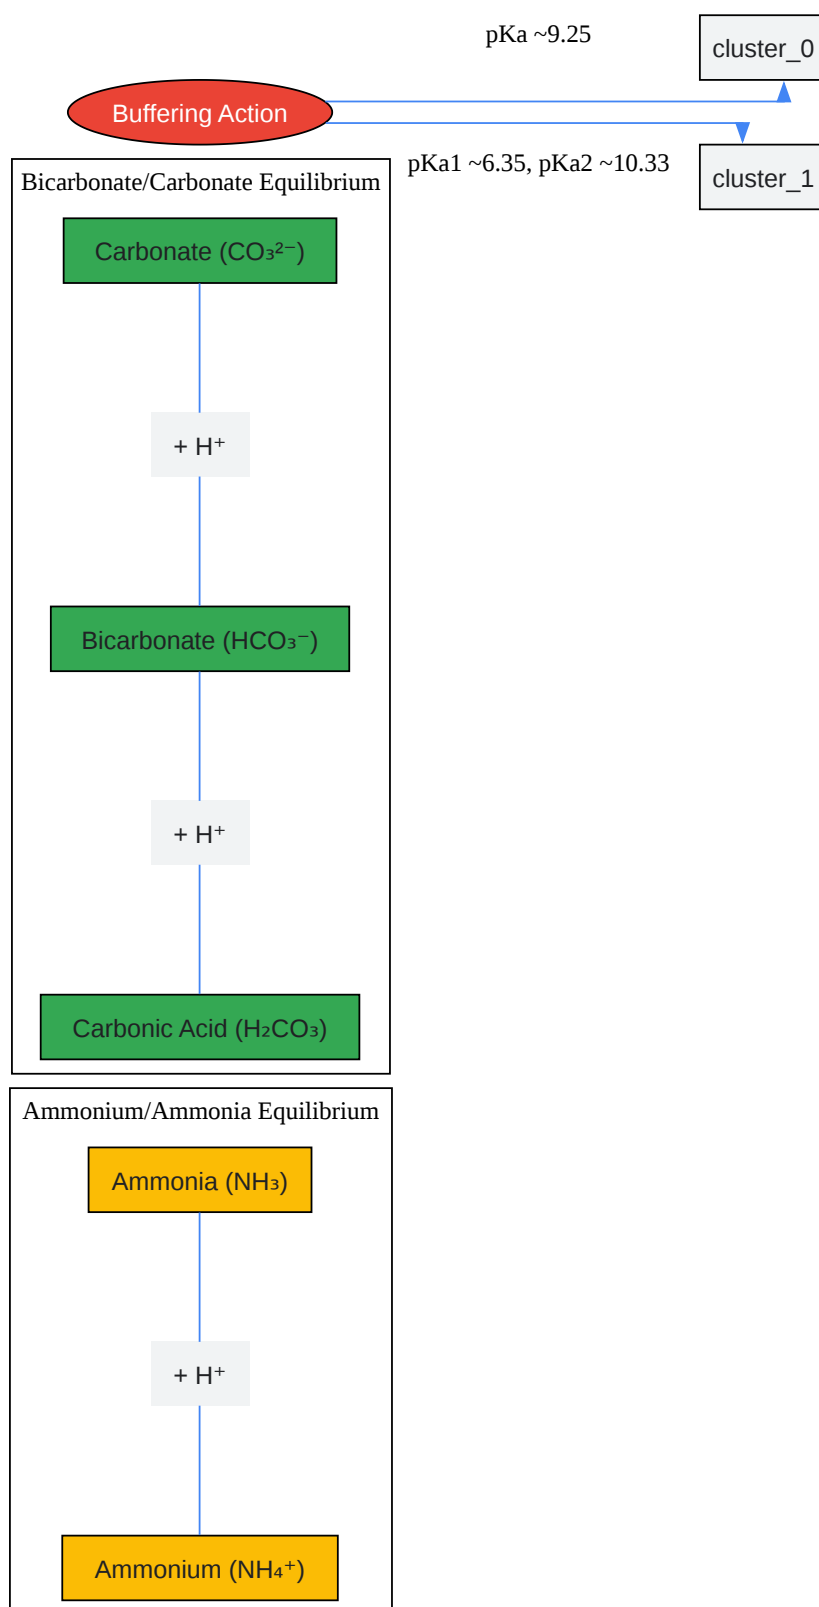 pKa ~9.25
cluster_0
Buffering Action
pKa1 ~6.35, pKa2 ~10.33
cluster_1
Bicarbonate/Carbonate Equilibrium
Carbonate (CO₃²⁻)
+ H⁺
Bicarbonate (HCO₃⁻)
+ H⁺
Carbonic Acid (H₂CO₃)
Ammonium/Ammonia Equilibrium
Ammonia (NH₃)
+ H⁺
Ammonium (NH₄⁺)